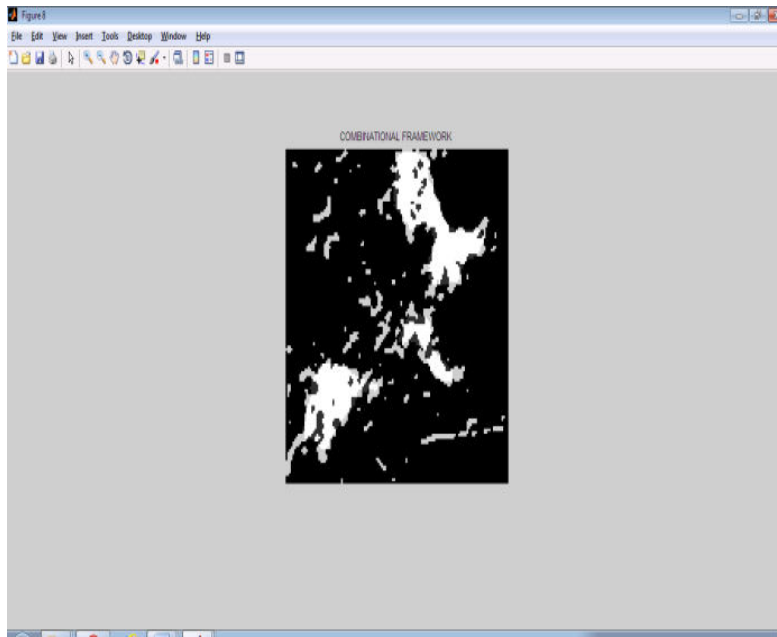 Figure 8
File Edit View Insert Tools Desktop Window Help
COMBINATIONAL FRAMEWORK